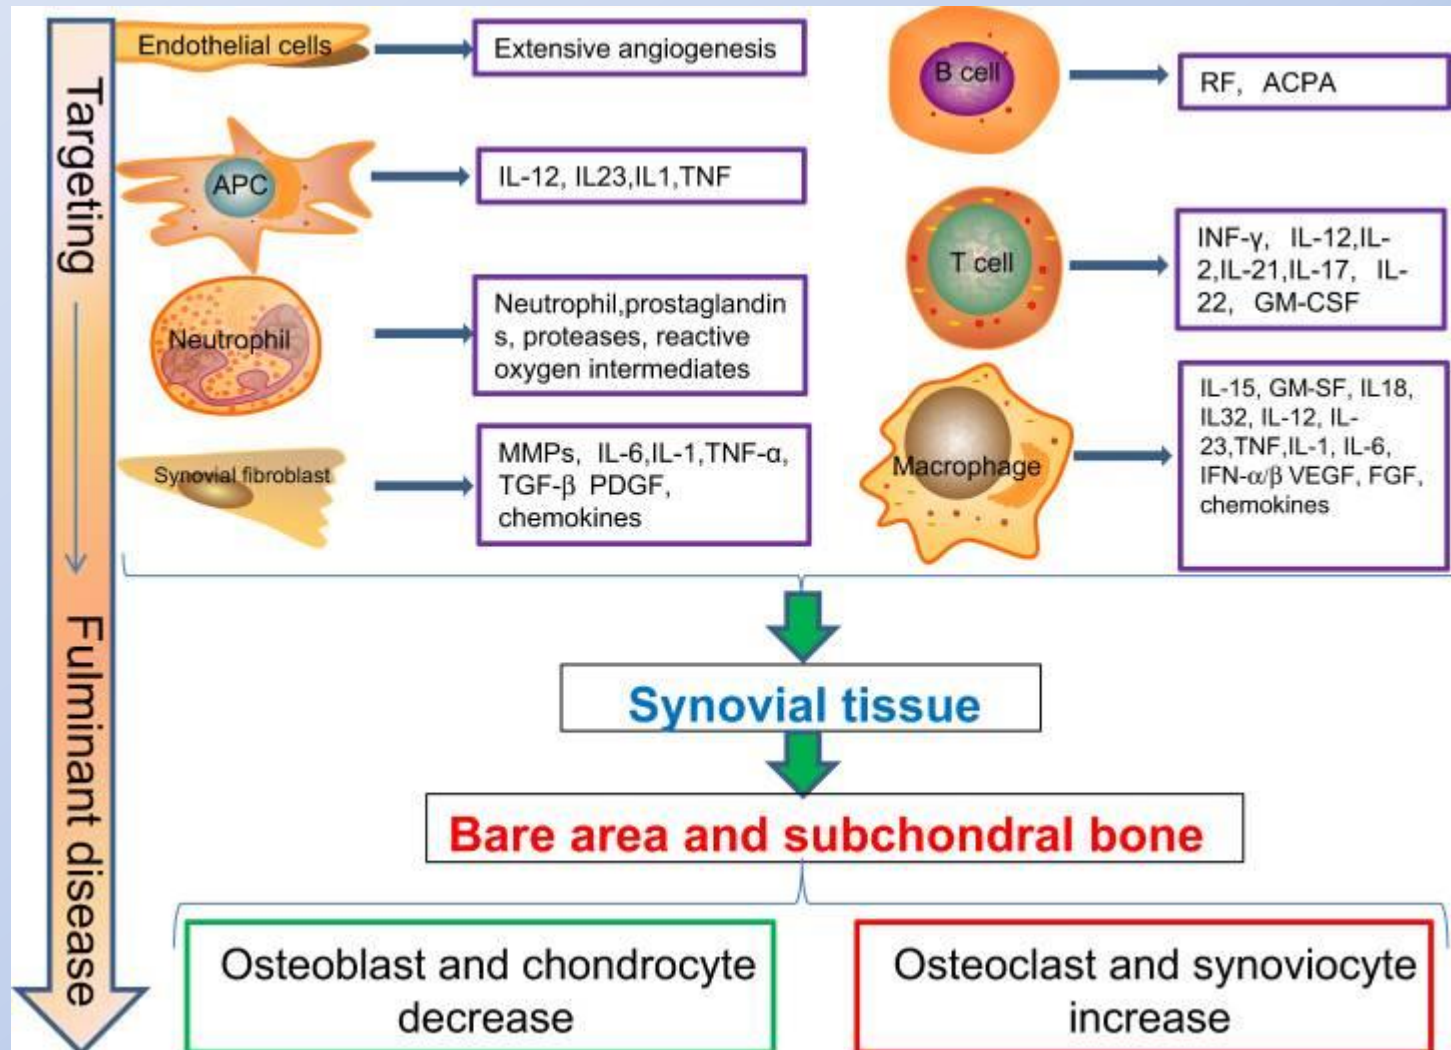 Targeting
Fulminant disease
Endothelial cells
Extensive angiogenesis
APC
IL-12, IL23,IL1,TNF
Neutrophil
Neutrophil,prostaglandin
s, proteases, reactive
oxygen intermediates
Synovial fibroblast
MMPs, IL-6,IL-1,TNF-α,
TGF-β PDGF,
chemokines
B cell
RF, ACPA
T cell
INF-γ, IL-12,IL-
2,IL-21,IL-17, IL-
22, GM-CSF
Macrophage
IL-15, GM-SF, IL18,
IL32, IL-12, IL-
23,TNF,IL-1, IL-6,
IFN-α/β VEGF, FGF,
chemokines
Synovial tissue
Bare area and subchondral bone
Osteoblast and chondrocyte
decrease
Osteoclast and synoviocyte
increase